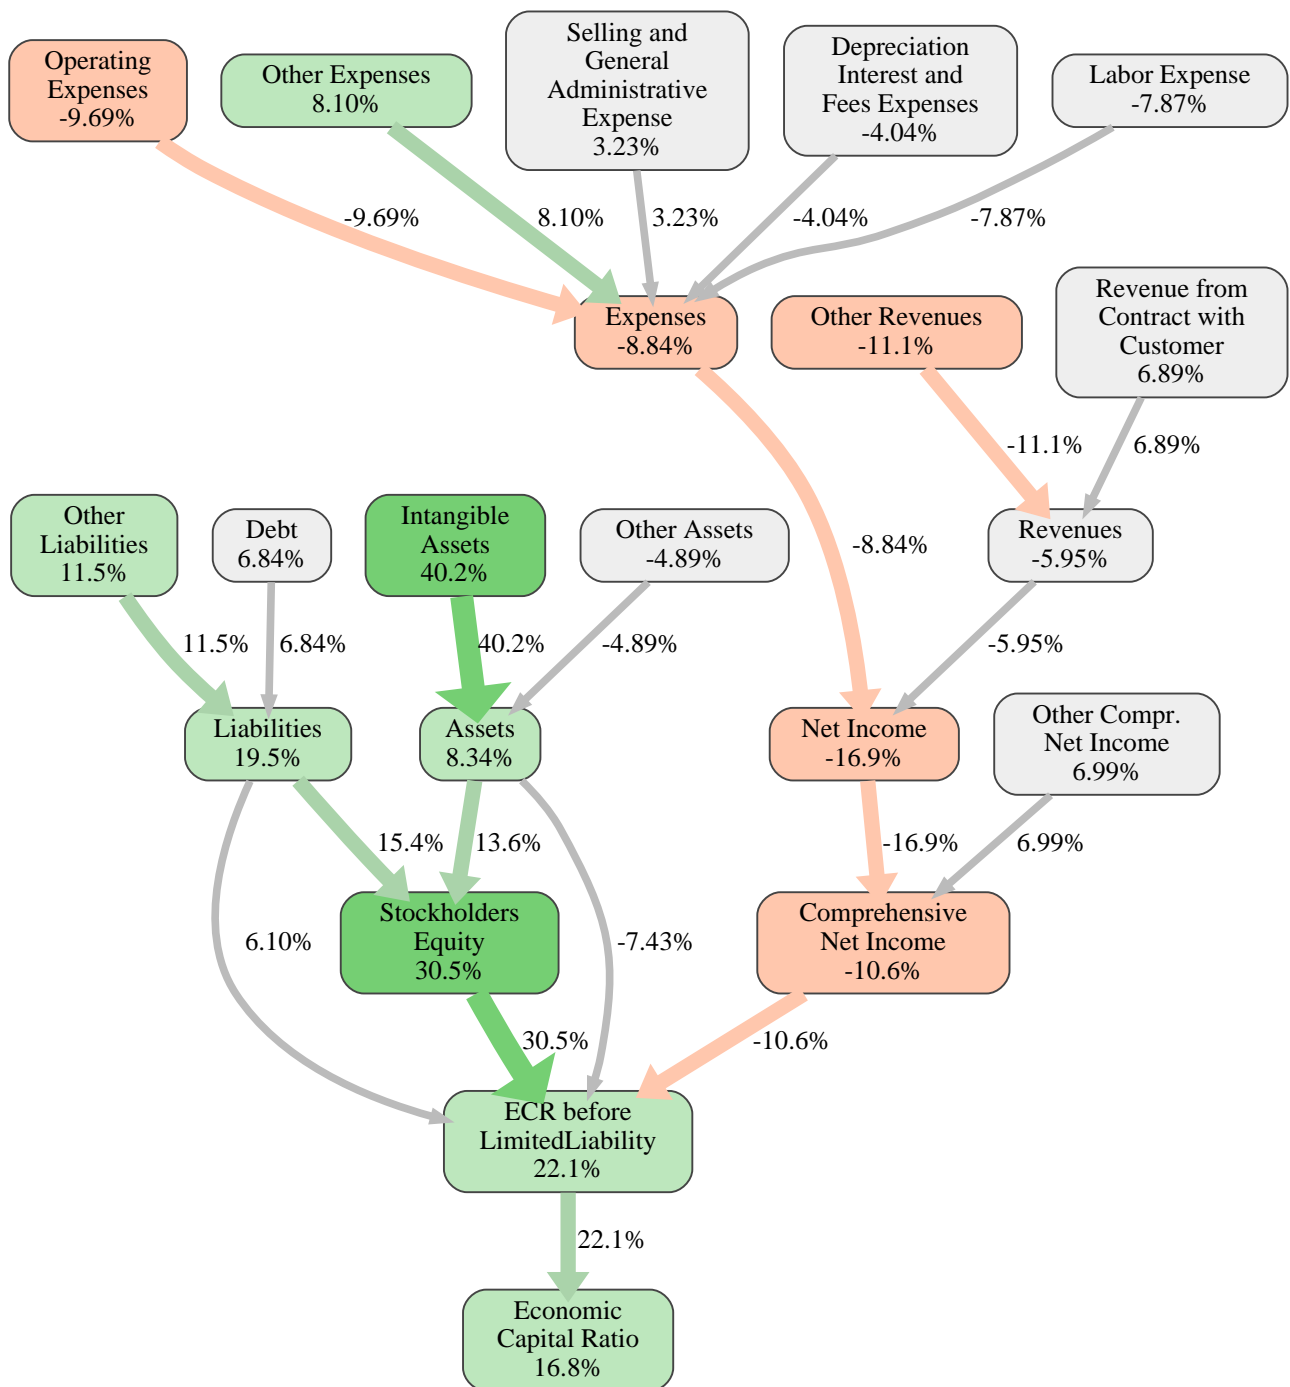 Operating
Expenses
-9.69%
Other Expenses
8.10%
Selling and
General
Administrative
Expense
3.23%
Depreciation
Interest and
Fees Expenses
-4.04%
Labor Expense
-7.87%
-9.69%
8.10%
3.23%
-4.04%
-7.87%
Expenses
-8.84%
Other Revenues
-11.1%
Revenue from
Contract with
Customer
6.89%
-11.1%
6.89%
Other
Liabilities
11.5%
Debt
6.84%
Intangible
Assets
40.2%
Other Assets
-4.89%
-8.84%
Revenues
-5.95%
11.5%
6.84%
40.2%
-4.89%
-5.95%
Liabilities
19.5%
Assets
8.34%
Net Income
-16.9%
Other Compr.
Net Income
6.99%
15.4%
13.6%
-16.9%
6.99%
6.10%
Stockholders
Equity
30.5%
-7.43%
Comprehensive
Net Income
-10.6%
30.5%
-10.6%
ECR before
LimitedLiability
22.1%
22.1%
Economic
Capital Ratio
16.8%